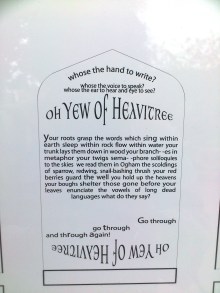 whose the hand to write?
whose the voice to speak?
whose the ear to hear and eye to see?
OH YEW OF HEAVITREE
your roots grasp the words which sing within
earth sleep within rock flow within water your
trunk lays them down in wood your branch--es in
metaphor your twigs sema- -phore soliloquies
to the skies we read them in Ogham the scoldings
of sparrow, redwing, snail-bashing thrush your red
berries guard the well you hold up the heavens
your boughs shelter those gone before your
leaves enunciate the vowels of long dead
languages what do they say?
Go through
go through
and through again!
OH YEW OF HEAVITREE